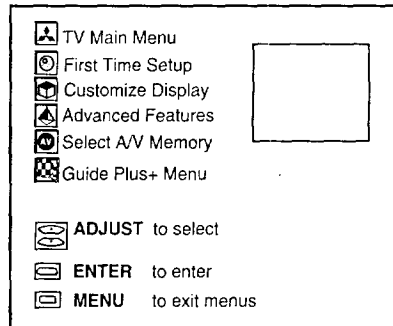 TV Main Menu
First Time Setup
Customize Display
Advanced Features
Select A/V Memory
Guide Plus+ Menu
ADJUST to select
ENTER to enter
MENU to exit menus